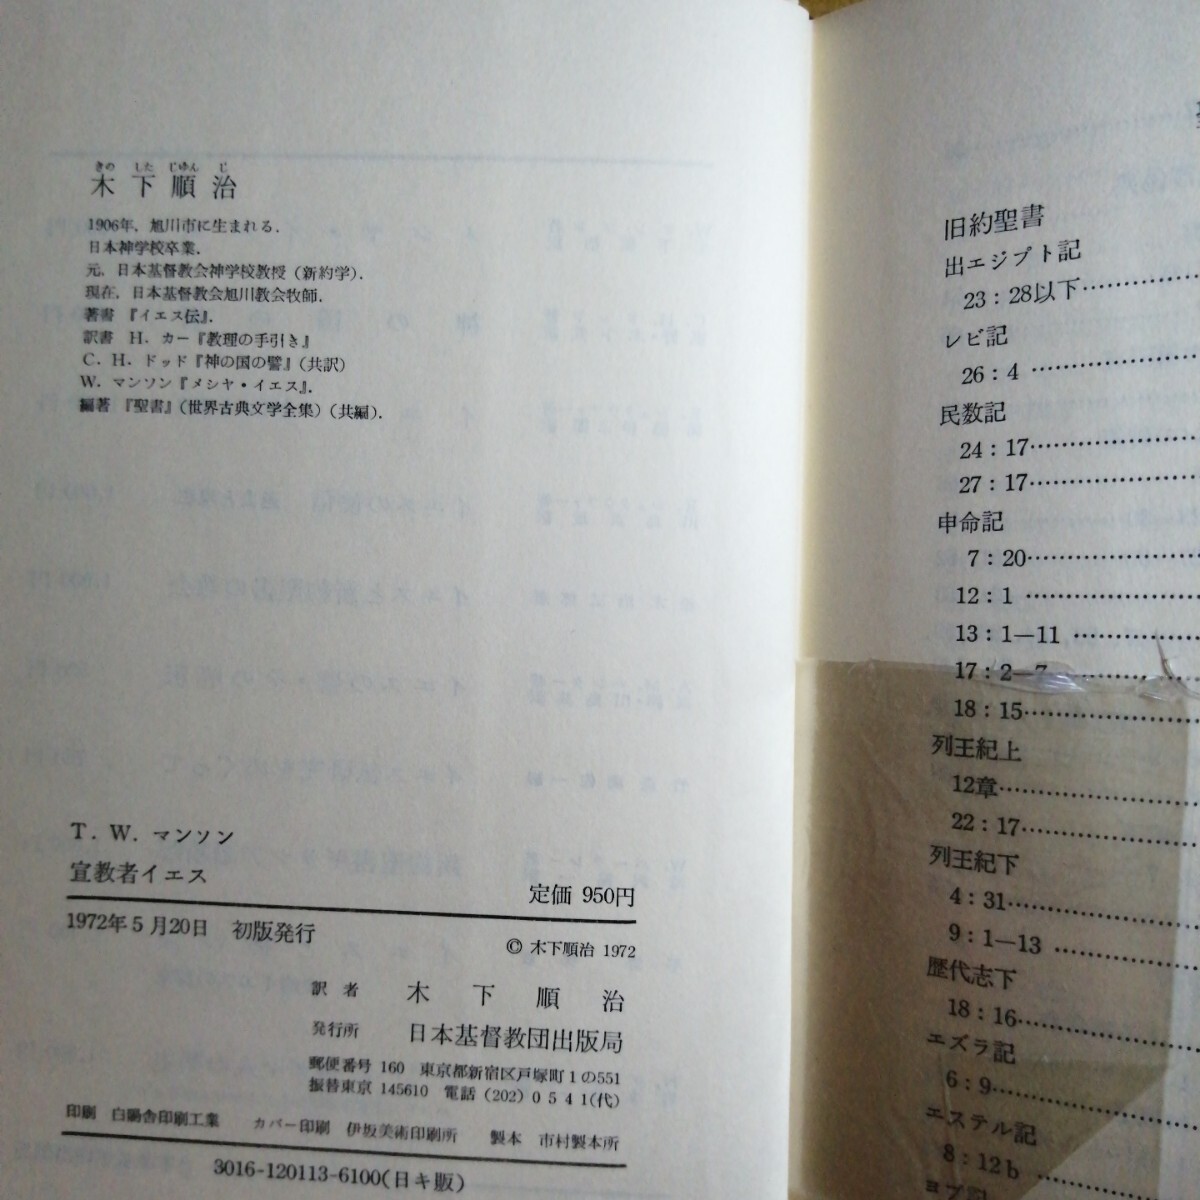 きの した じゆん じ
木下順治
1906年，旭川市に生まれる．
日本神学校卒業．
元，日本基督教会神学校教授（新約学）．
現在，日本基督教会旭川教会牧師．
著書 『イエス伝』．
訳書 H．カー『教理の手引き』
C．H．ドッド『神の国の譬』（共訳）
W．マンソン『メシヤ・イエス』．
編著 『聖書』（世界古典文学全集）（共編）．
T．W．マンソン
宣教者イエス
定価 950円
1972年5月20日 初版発行
© 木下順治 1972
訳者 木下順治
発行所 日本基督教団出版局
郵便番号 160 東京都新宿区戸塚町1の551
振替東京 145610 電話 (202) 0541(代)
印刷 白陽舎印刷工業 カバー印刷 伊坂美術印刷所 製本 市村製本所
3016-120113-6100(日キ販)
旧約聖書
出エジプト記
23：28以下……
レビ記
26：4 ……
民数記
24：17……
27：17……
申命記
7：20……
12：1 ……
13：1—11 ……
17：2—7……
18：15……
列王紀上
12章……
22：17……
列王紀下
4：31……
9：1—13 ……
歴代志下
18：16……
エズラ記
6：9……
エステル記
8：12b ……
ヨブ記